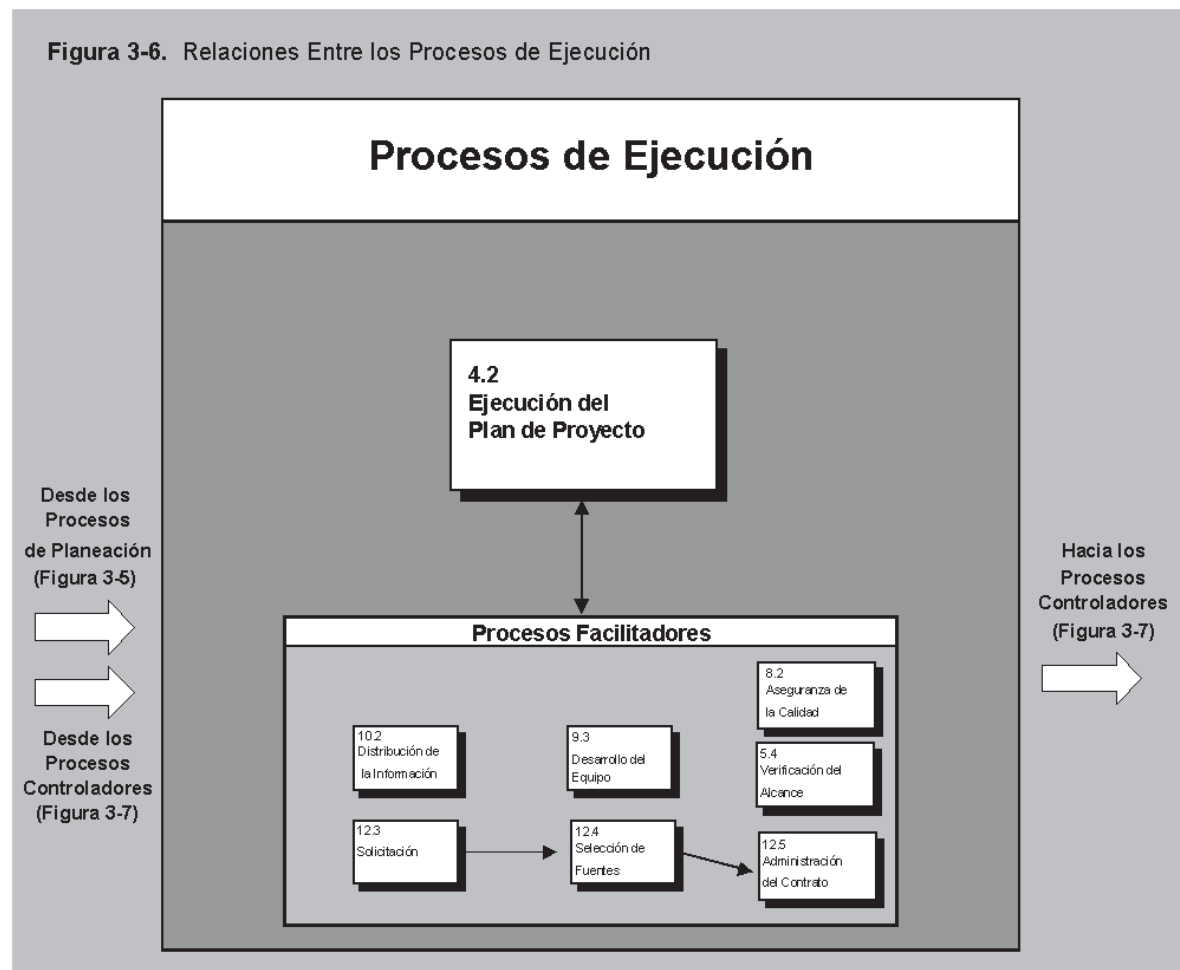 Figura 3-6. Relaciones Entre los Procesos de Ejecución
Procesos de Ejecución
4.2
Ejecución del
Plan de Proyecto
Desde los
Procesos
de Planeación
(Figura 3-5)
Desde los
Procesos
Controladores
(Figura 3-7)
Hacia los
Procesos
Controladores
(Figura 3-7)
Procesos Facilitadores
10.2
Distribución de
la Información
9.3
Desarrollo del
Equipo
8.2
Aseguranza de
la Calidad
5.4
Verificación del
Alcance
12.3
Solicitación
12.4
Selección de
Fuentes
12.5
Administración
del Contrato